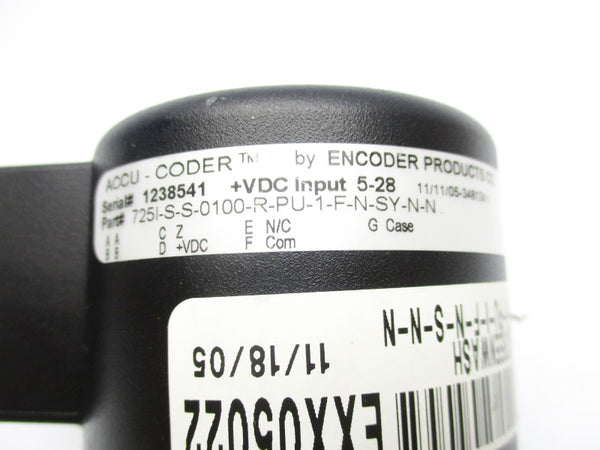 ACCU - CODER™ by ENCODER PRODUCTS
Serial# 1238541 +VDC Input 5-28 11/11/05
Part# 725I-S-S-0100-R-PU-1-F-N-SY-N-N
A A C Z E N/C G Case
B B D +VDC F Com
F-N-S-N-N
11/18/05
EXX05022